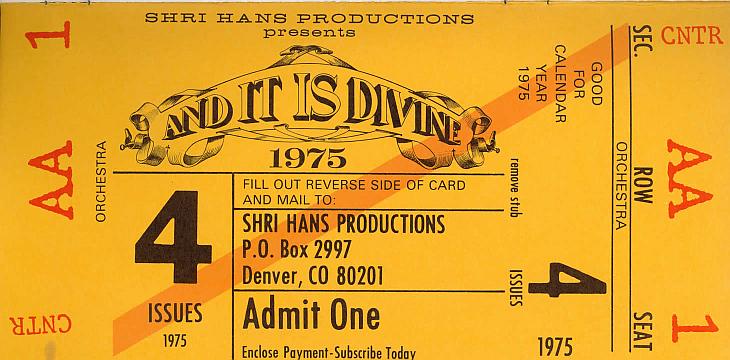 SHRI HANS PRODUCTIONS
presents
AND IT IS DIVINE
1975
1
AA
CNTR
ORCHESTRA
4
ISSUES
1975
FILL OUT REVERSE SIDE OF CARD
AND MAIL TO:
SHRI HANS PRODUCTIONS
P.O. Box 2997
Denver, CO 80201
Admit One
Enclose Payment-Subscribe Today
GOOD
FOR
CALENDAR
YEAR
1975
remove stub
ISSUES
4
1975
SEC.
CNTR
ORCHESTRA
ROW
AA
SEAT
1